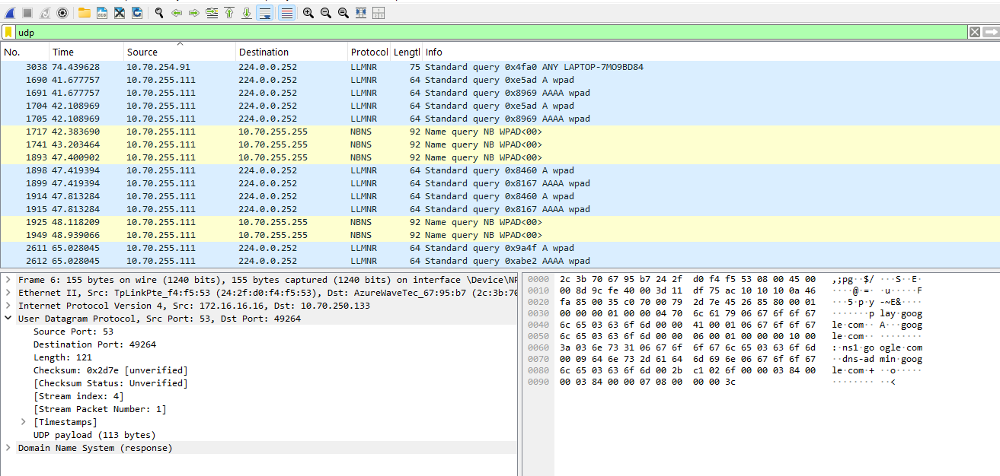 udp
No. Time Source Destination Protocol Lengtl Info
3038 74.439628 10.70.254.91 224.0.0.252 LLMNR 75 Standard query 0x4fa0 ANY LAPTOP-7MO9BD84
1690 41.677757 10.70.255.111 224.0.0.252 LLMNR 64 Standard query 0xe5ad A wpad
1691 41.677757 10.70.255.111 224.0.0.252 LLMNR 64 Standard query 0x8969 AAAA wpad
1704 42.108969 10.70.255.111 224.0.0.252 LLMNR 64 Standard query 0xe5ad A wpad
1705 42.108969 10.70.255.111 224.0.0.252 LLMNR 64 Standard query 0x8969 AAAA wpad
1717 42.383690 10.70.255.111 10.70.255.255 NBNS 92 Name query NB WPAD<00>
1741 43.203464 10.70.255.111 10.70.255.255 NBNS 92 Name query NB WPAD<00>
1893 47.400902 10.70.255.111 10.70.255.255 NBNS 92 Name query NB WPAD<00>
1898 47.419394 10.70.255.111 224.0.0.252 LLMNR 64 Standard query 0x8460 A wpad
1899 47.419394 10.70.255.111 224.0.0.252 LLMNR 64 Standard query 0x8167 AAAA wpad
1914 47.813284 10.70.255.111 224.0.0.252 LLMNR 64 Standard query 0x8460 A wpad
1915 47.813284 10.70.255.111 224.0.0.252 LLMNR 64 Standard query 0x8167 AAAA wpad
1925 48.118209 10.70.255.111 10.70.255.255 NBNS 92 Name query NB WPAD<00>
1949 48.939066 10.70.255.111 10.70.255.255 NBNS 92 Name query NB WPAD<00>
2611 65.028045 10.70.255.111 224.0.0.252 LLMNR 64 Standard query 0x9a4f A wpad
2612 65.028045 10.70.255.111 224.0.0.252 LLMNR 64 Standard query 0xabe2 AAAA wpad
Frame 6: 155 bytes on wire (1240 bits), 155 bytes captured (1240 bits) on interface \Device\NP
Ethernet II, Src: TpLinkPte_f4:f5:53 (24:2f:d0:f4:f5:53), Dst: AzureWaveTec_67:95:b7 (2c:3b:70
Internet Protocol Version 4, Src: 172.16.16.16, Dst: 10.70.250.133
User Datagram Protocol, Src Port: 53, Dst Port: 49264
Source Port: 53
Destination Port: 49264
Length: 121
Checksum: 0x2d7e [unverified]
[Checksum Status: Unverified]
[Stream index: 4]
[Stream Packet Number: 1]
[Timestamps]
UDP payload (113 bytes)
Domain Name System (response)
0000 2c 3b 70 67 95 b7 24 2f d0 f4 f5 53 08 00 45 00 ,;pg··$/ ···S··E·
0010 00 8d 9c fe 40 00 3d 11 df 75 ac 10 10 10 0a 46 ····@·=· ·u·····F
0020 fa 85 00 35 c0 70 00 79 2d 7e 45 26 85 80 00 01 ···5·p·y -~E&····
0030 00 00 00 01 00 00 04 70 6c 61 79 06 67 6f 6f 67 ·······p lay·goog
0040 6c 65 03 63 6f 6d 00 00 41 00 01 06 67 6f 6f 67 le·com·· A···goog
0050 6c 65 03 63 6f 6d 00 00 06 00 01 00 00 00 10 00 le·com·· ········
0060 3a 03 6e 73 31 06 67 6f 6f 67 6c 65 03 63 6f 6d :·ns1·go ogle·com
0070 00 09 64 6e 73 2d 61 64 6d 69 6e 06 67 6f 6f 67 ··dns-ad min·goog
0080 6c 65 03 63 6f 6d 00 2b c1 02 6f 00 00 03 84 00 le·com·+ ··o·····
0090 00 03 84 00 00 07 08 00 00 00 3c ········ ··<